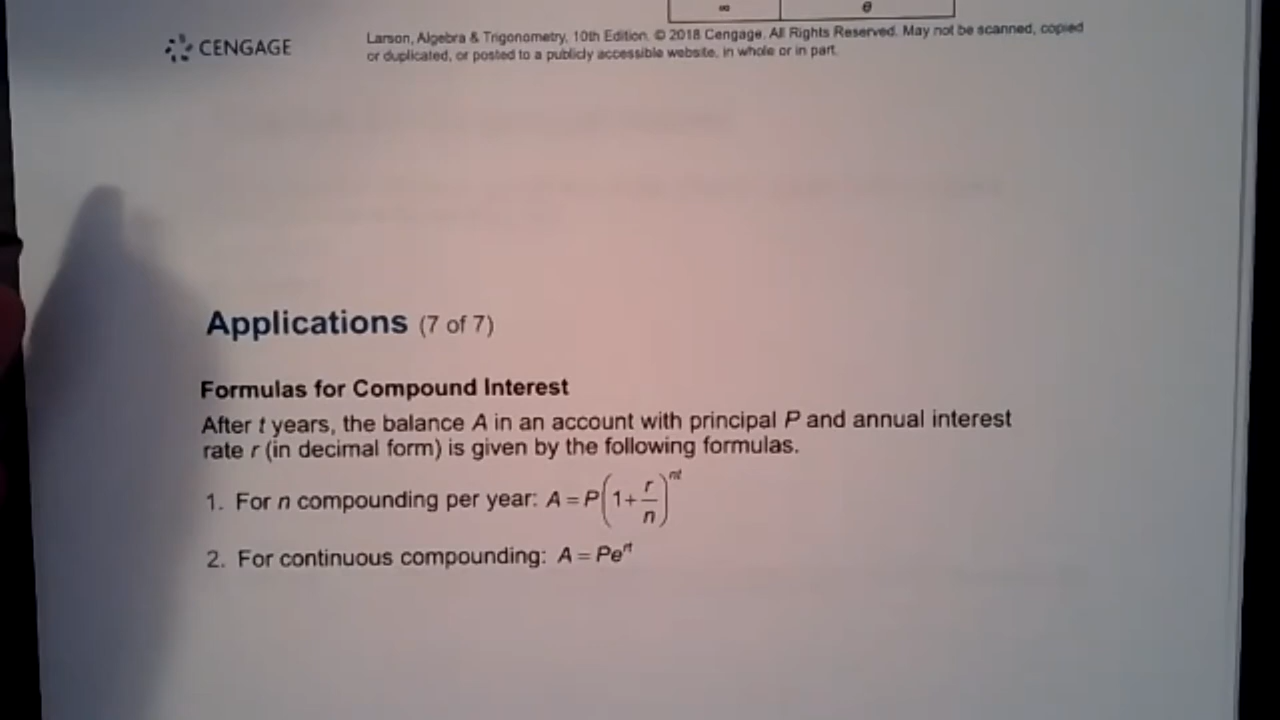 ∞ e
CENGAGE
Larson, Algebra & Trigonometry, 10th Edition. © 2018 Cengage. All Rights Reserved. May not be scanned, copied
or duplicated, or posted to a publicly accessible website, in whole or in part.
Applications (7 of 7)
Formulas for Compound Interest
After t years, the balance A in an account with principal P and annual interest
rate r (in decimal form) is given by the following formulas.
1. For n compounding per year: A = P(1 + r/n)^nt
2. For continuous compounding: A = Pe^rt